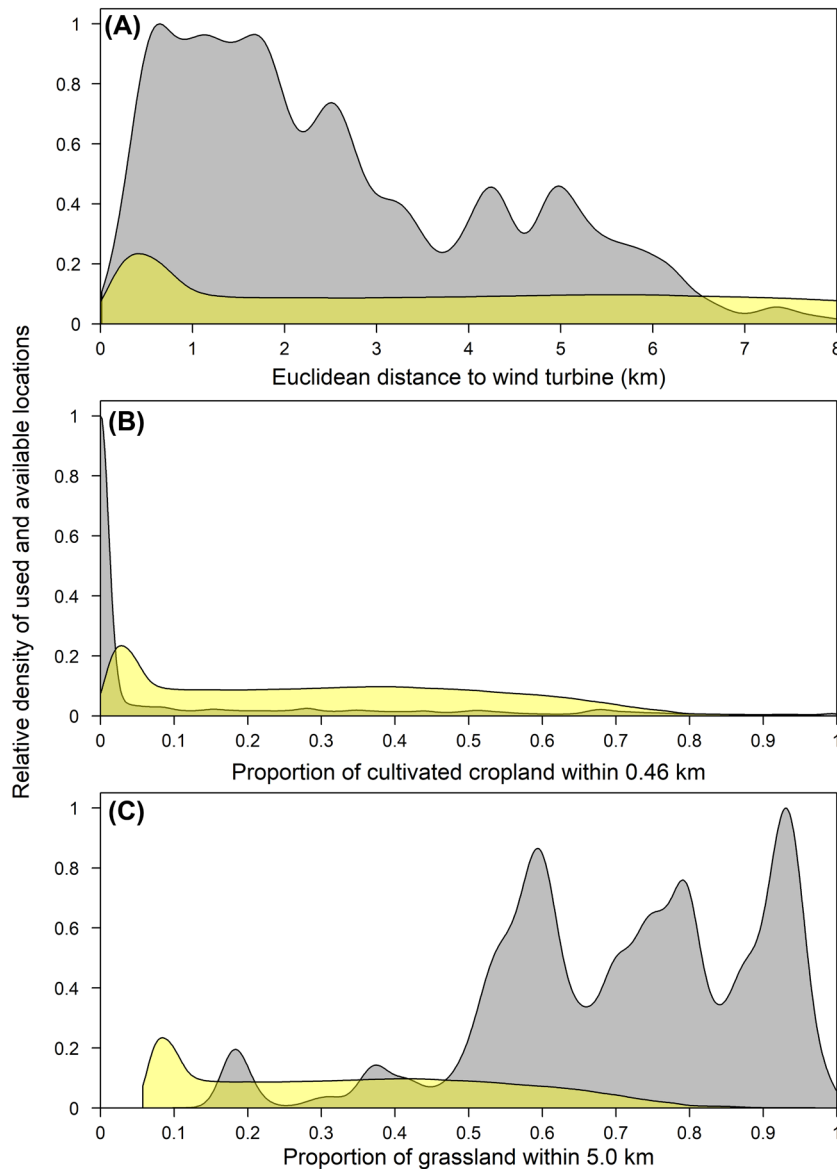 Relative density of used and available locations
(A)
1
0.8
0.6
0.4
0.2
0
0 1 2 3 4 5 6 7 8
Euclidean distance to wind turbine (km)
(B)
1
0.8
0.6
0.4
0.2
0
0 0.1 0.2 0.3 0.4 0.5 0.6 0.7 0.8 0.9 1
Proportion of cultivated cropland within 0.46 km
(C)
1
0.8
0.6
0.4
0.2
0
0 0.1 0.2 0.3 0.4 0.5 0.6 0.7 0.8 0.9 1
Proportion of grassland within 5.0 km